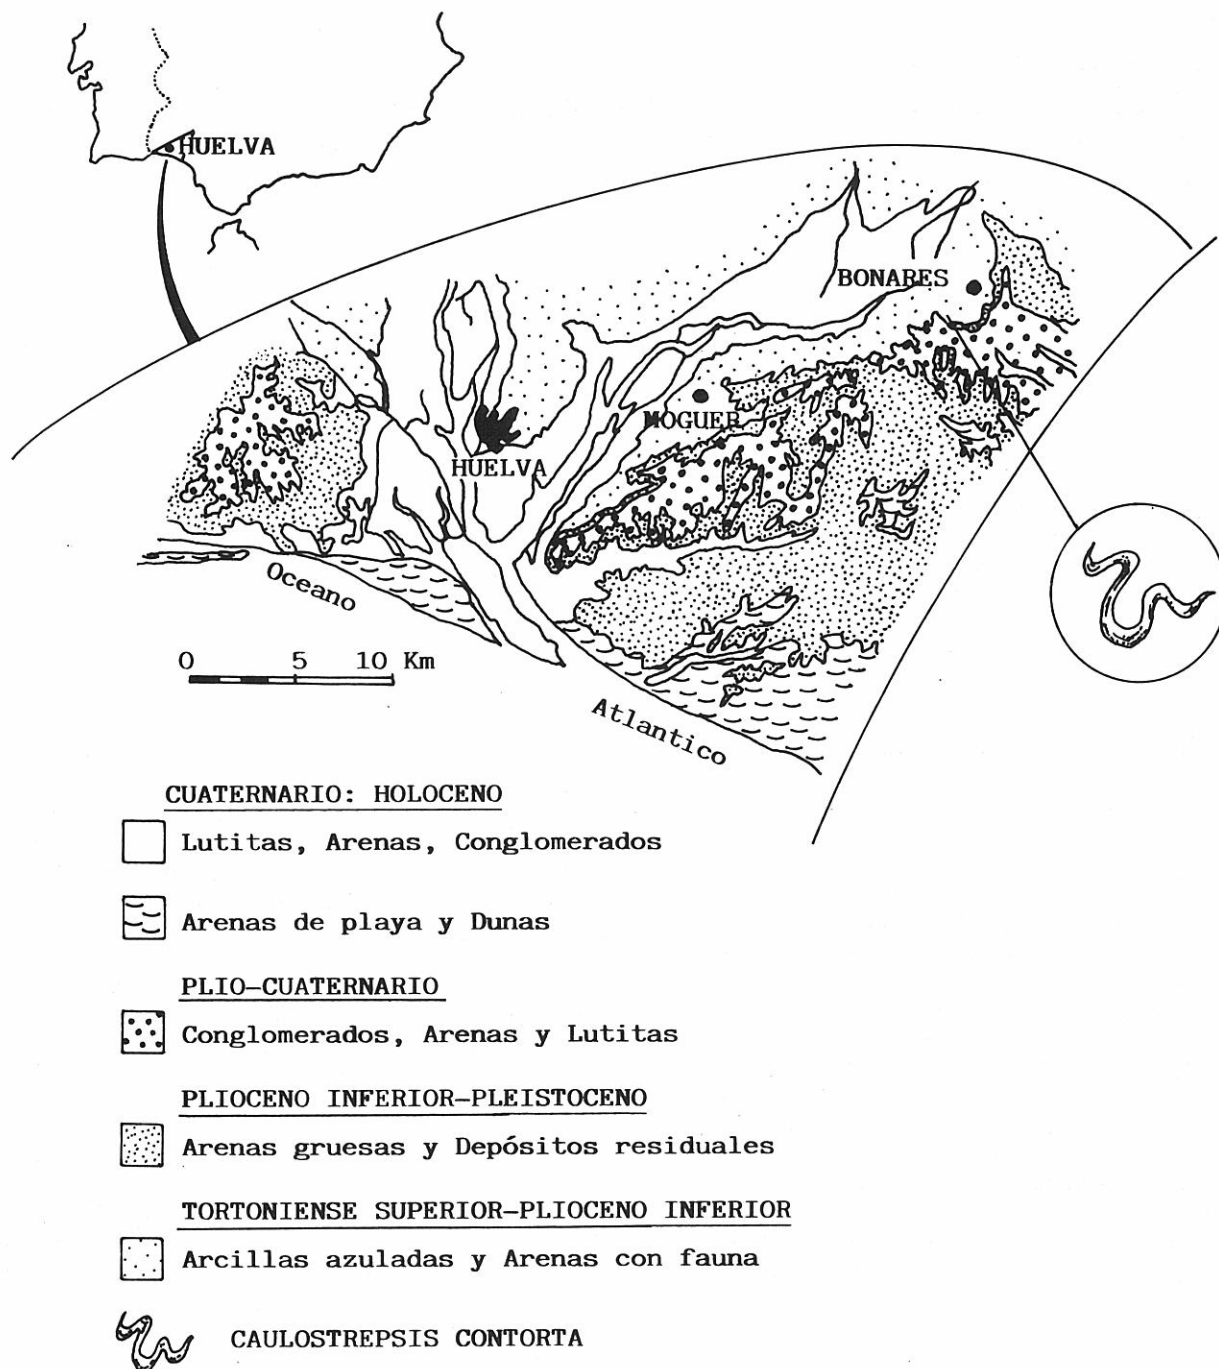 HUELVA
BONARES
MOGUER
HUELVA
Oceano
0 5 10 Km
Atlantico
CUATERNARIO: HOLOCENO
Lutitas, Arenas, Conglomerados
Arenas de playa y Dunas
PLIO-CUATERNARIO
Conglomerados, Arenas y Lutitas
PLIOCENO INFERIOR-PLEISTOCENO
Arenas gruesas y Depósitos residuales
TORTONIENSE SUPERIOR-PLIOCENO INFERIOR
Arcillas azuladas y Arenas con fauna
CAULOSTREPSIS CONTORTA